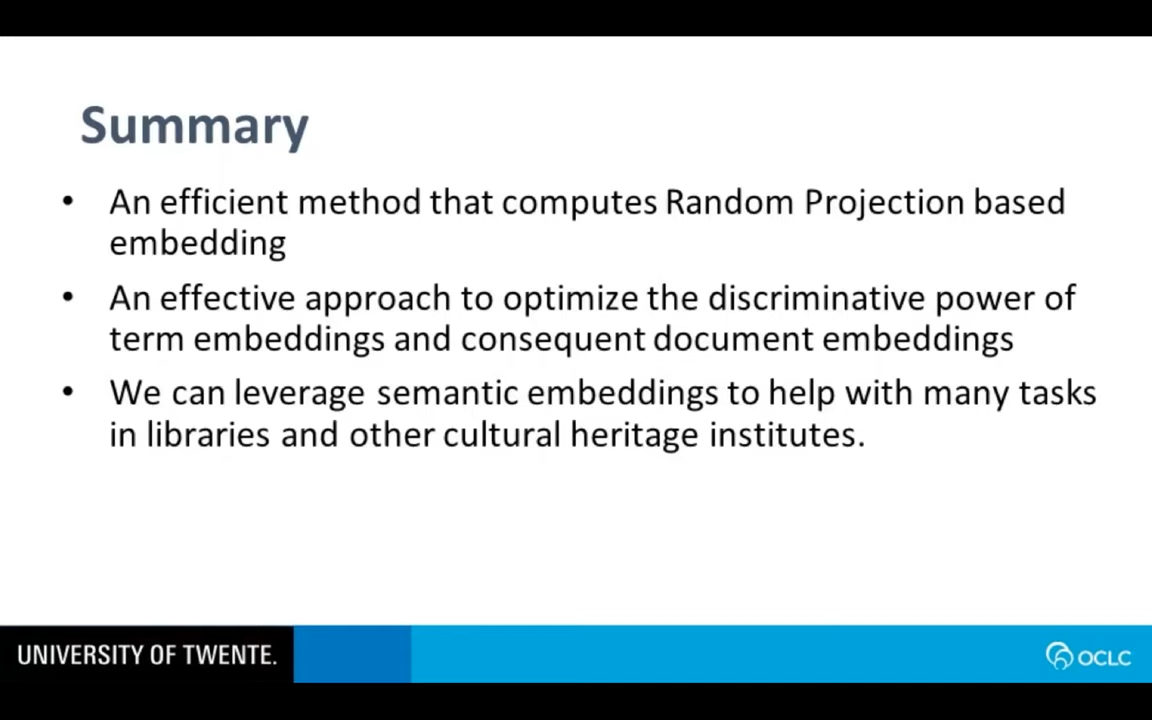 Summary
• An efficient method that computes Random Projection based
embedding
• An effective approach to optimize the discriminative power of
term embeddings and consequent document embeddings
• We can leverage semantic embeddings to help with many tasks
in libraries and other cultural heritage institutes.
UNIVERSITY OF TWENTE.
OCLC